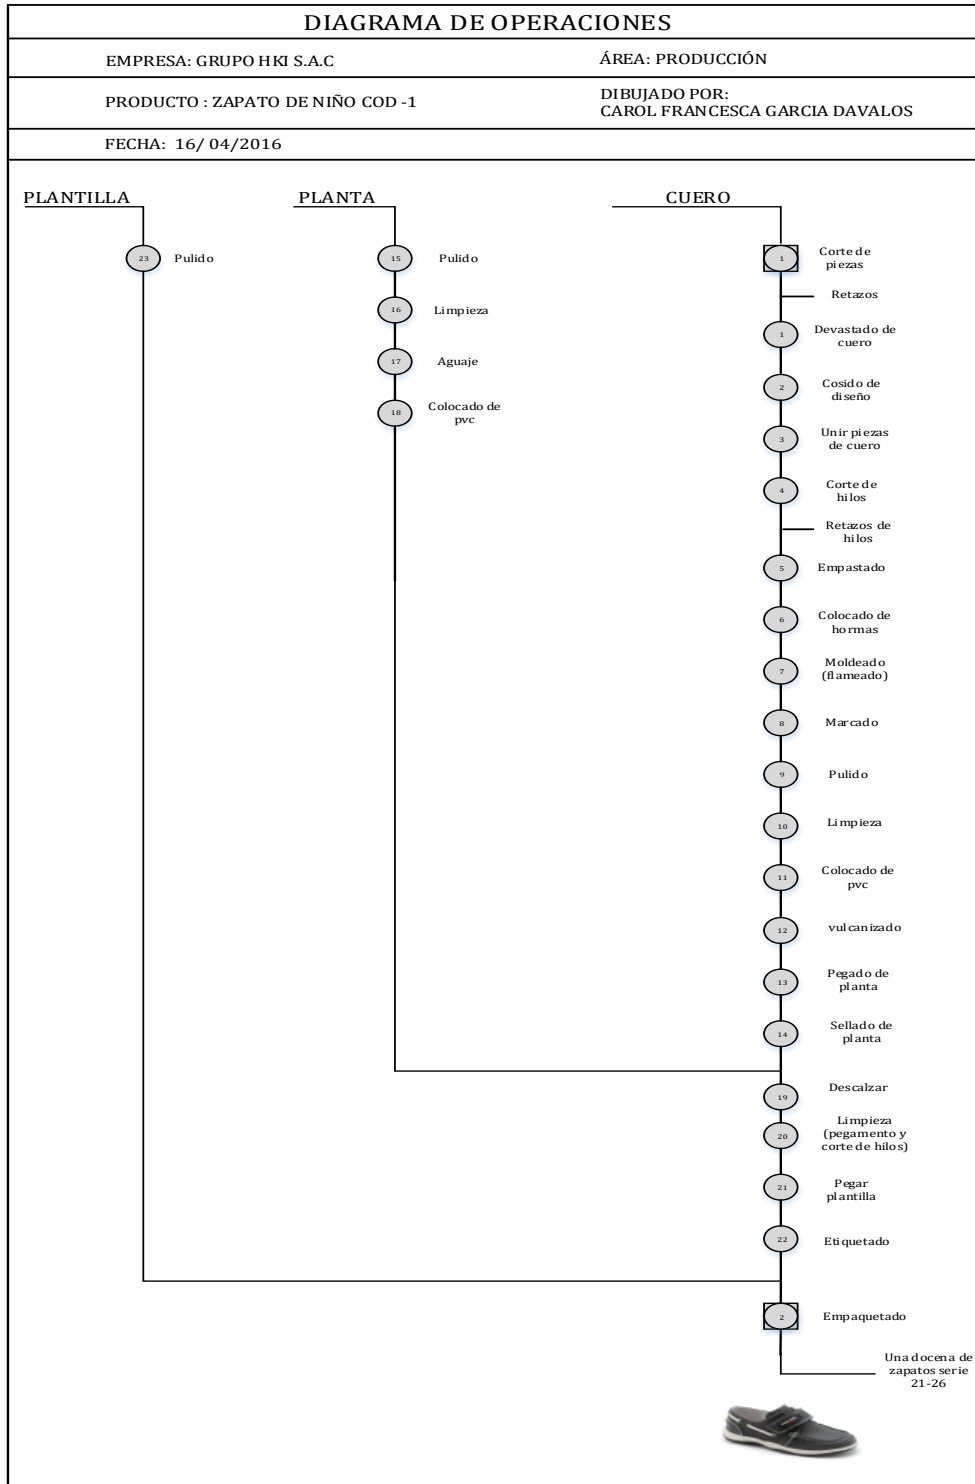 DIAGRAMA DE OPERACIONES
EMPRESA: GRUPO HKI S.A.C
ÁREA: PRODUCCIÓN
PRODUCTO : ZAPATO DE NIÑO COD -1
DIBUJADO POR:
CAROL FRANCESCA GARCIA DAVALOS
FECHA: 16/ 04/2016
PLANTILLA
23
Pulido
PLANTA
15
Pulido
16
Limpieza
17
Aguaje
18
Colocado de
pvc
CUERO
1
Corte de
piezas
Retazos
1
Devastado de
cuero
2
Cosido de
diseño
3
Unir piezas
de cuero
4
Corte de
hilos
Retazos de
hilos
5
Empastado
6
Colocado de
hormas
7
Moldeado
(flameado)
8
Marcado
9
Pulido
10
Limpieza
11
Colocado de
pvc
12
vulcanizado
13
Pegado de
planta
14
Sellado de
planta
19
Descalzar
20
Limpieza
(pegamento y
corte de hilos)
21
Pegar
plantilla
22
Etiquetado
2
Empaquetado
Una docena de
zapatos serie
21-26